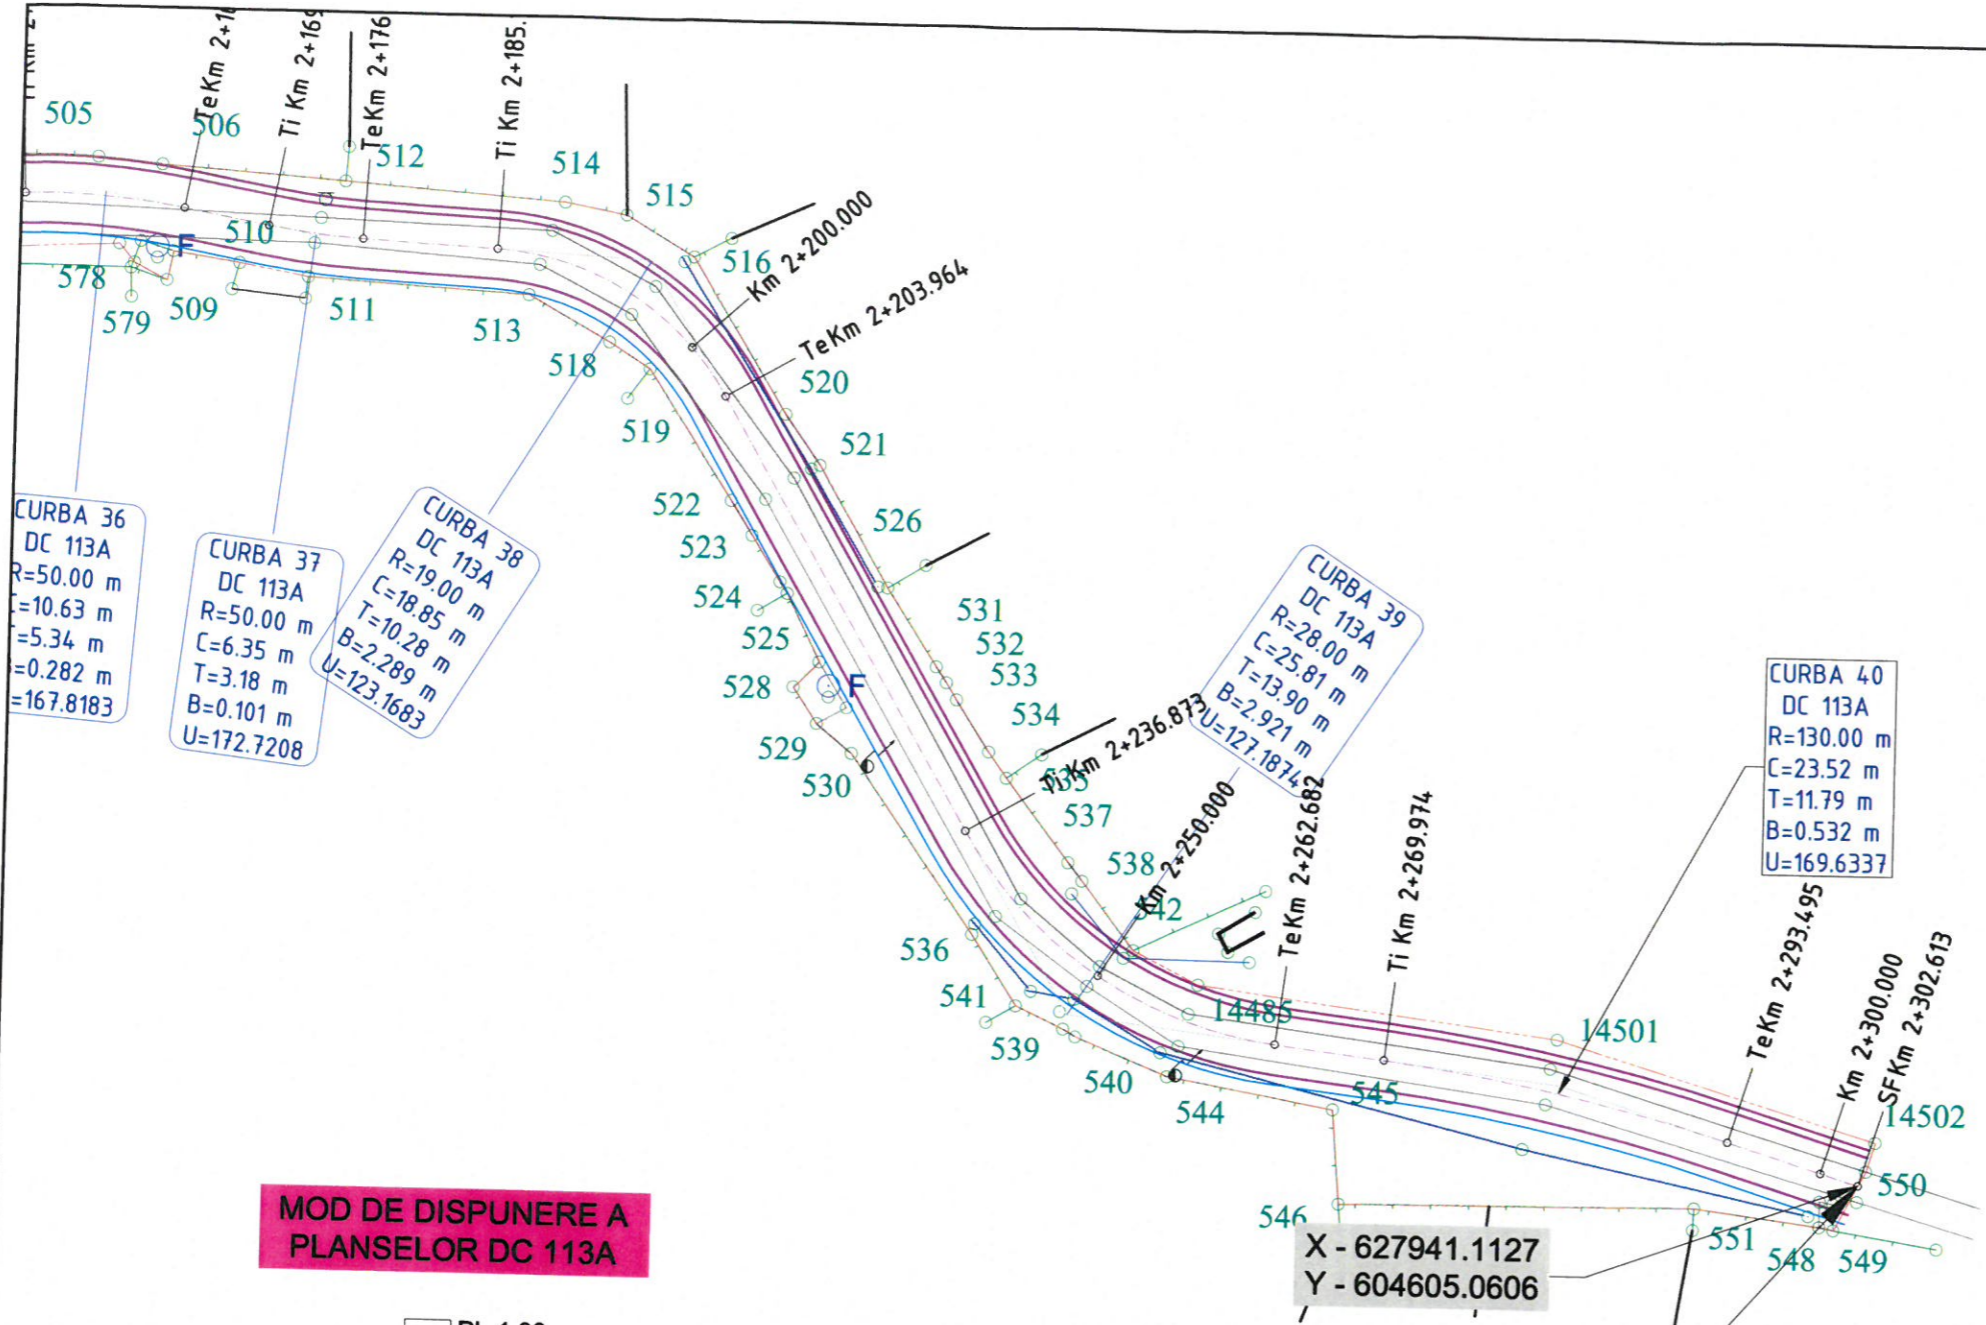 505
506
512
514
515
516
TeKm 2+16
Ti Km 2+169
TeKm 2+176
Ti Km 2+185.
Km 2+200.000
TeKm 2+203.964
F
510
578
579
509
511
513
518
519
520
521
522
523
524
525
526
528
F
529
530
531
532
533
534
535
537
538
542
536
541
539
540
544
545
14485
14501
14502
546
550
551
548
549
CURBA 36
DC 113A
R=50.00 m
C=10.63 m
=5.34 m
=0.282 m
=167.8183
CURBA 37
DC 113A
R=50.00 m
C=6.35 m
T=3.18 m
B=0.101 m
U=172.7208
CURBA 38
DC 113A
R=19.00 m
C=18.85 m
T=10.28 m
B=2.289 m
U=123.1683
CURBA 39
DC 113A
R=28.00 m
C=25.81 m
T=13.90 m
B=2.921 m
U=127.1874
CURBA 40
DC 113A
R=130.00 m
C=23.52 m
T=11.79 m
B=0.532 m
U=169.6337
Ti Km 2+236.873
Km 2+250.000
TeKm 2+262.682
Ti Km 2+269.974
TeKm 2+293.495
Km 2+300.000
SFKm 2+302.613
MOD DE DISPUNERE A
PLANSELOR DC 113A
X - 627941.1127
Y - 604605.0606